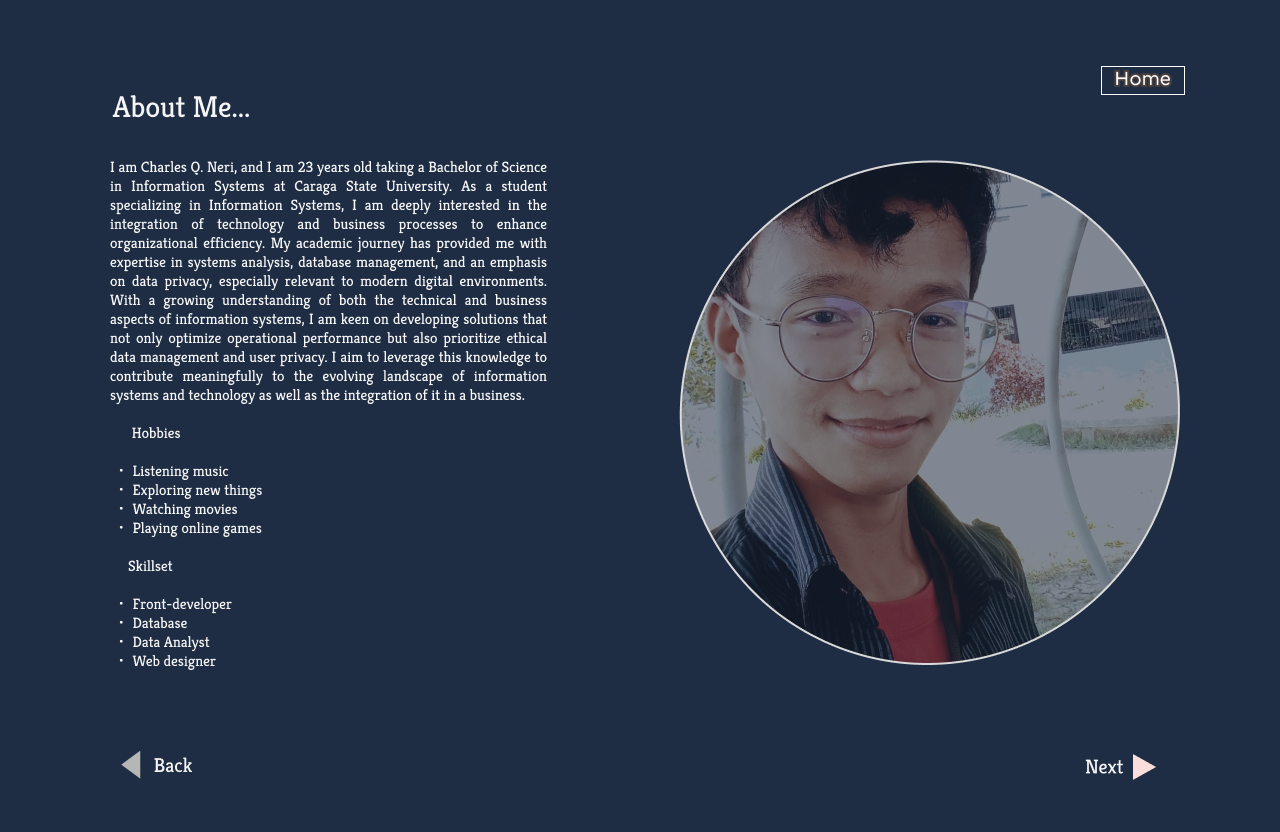 Home
About Me...
I am Charles Q. Neri, and I am 23 years old taking a Bachelor of Science
in Information Systems at Caraga State University. As a student
specializing in Information Systems, I am deeply interested in the
integration of technology and business processes to enhance
organizational efficiency. My academic journey has provided me with
expertise in systems analysis, database management, and an emphasis
on data privacy, especially relevant to modern digital environments.
With a growing understanding of both the technical and business
aspects of information systems, I am keen on developing solutions that
not only optimize operational performance but also prioritize ethical
data management and user privacy. I aim to leverage this knowledge to
contribute meaningfully to the evolving landscape of information
systems and technology as well as the integration of it in a business.
Hobbies
• Listening music
• Exploring new things
• Watching movies
• Playing online games
Skillset
• Front-developer
• Database
• Data Analyst
• Web designer
Back
Next